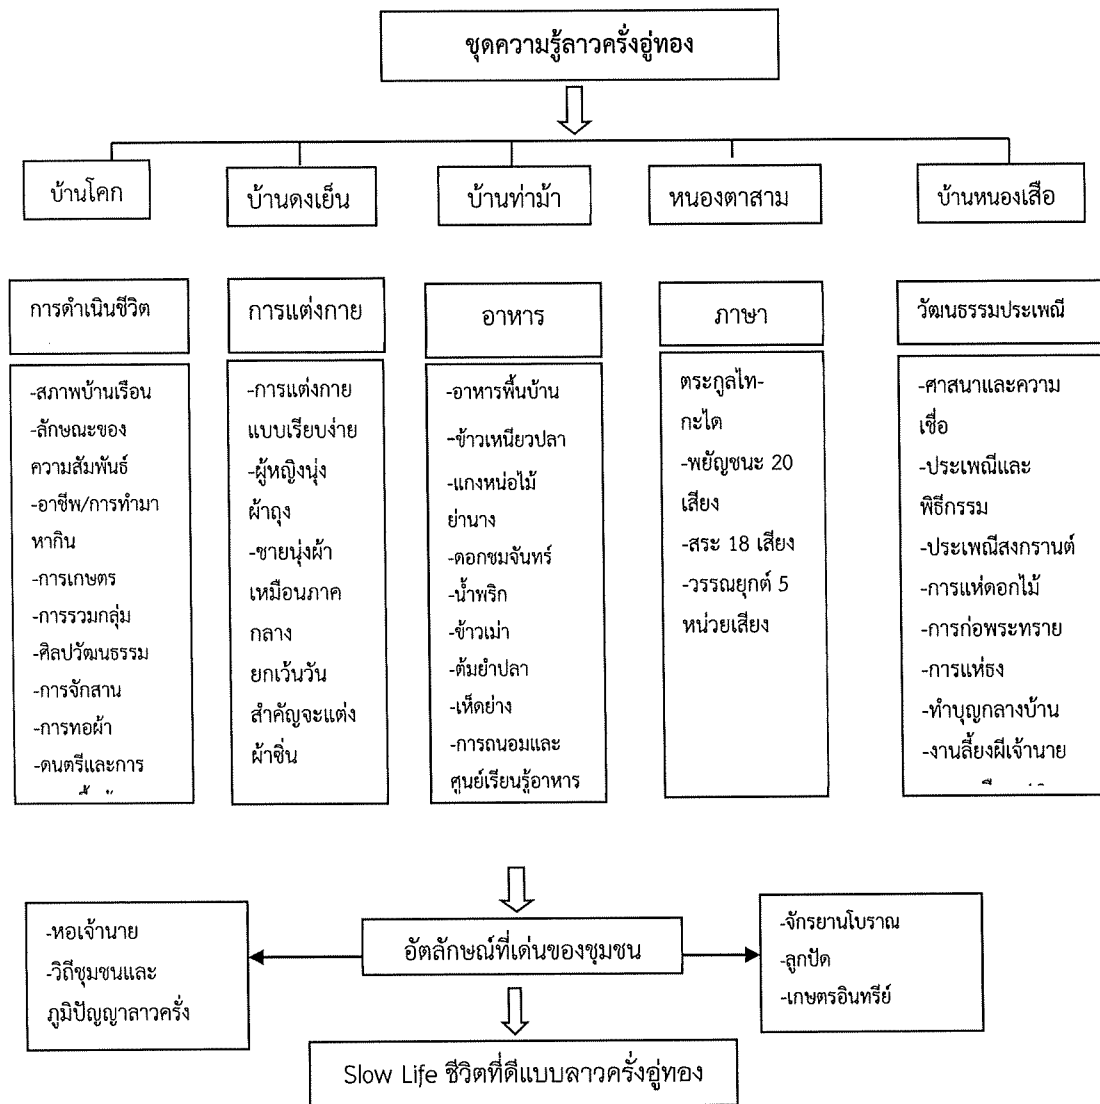 ชุดความรู้ลาวครั่งอู่ทอง
บ้านโคก
บ้านดงเย็น
บ้านท่าม้า
หนองตาสาม
บ้านหนองเสือ
การดำเนินชีวิต
การแต่งกาย
อาหาร
ภาษา
วัฒนธรรมประเพณี
-สภาพบ้านเรือน
-ลักษณะของ
ความสัมพันธ์
-อาชีพ/การทำมา
หากิน
-การเกษตร
-การรวมกลุ่ม
-ศิลปวัฒนธรรม
-การจักสาน
-การทอผ้า
-ดนตรีและการ
-การแต่งกาย
แบบเรียบง่าย
-ผู้หญิงนุ่ง
ผ้าถุง
-ชายนุ่งผ้า
เหมือนภาค
กลาง
ยกเว้นวัน
สำคัญจะแต่ง
ผ้าซิ่น
-อาหารพื้นบ้าน
-ข้าวเหนียวปลา
-แกงหน่อไม้
ย่านาง
-ดอกชมจันทร์
-น้ำพริก
-ข้าวเม่า
-ต้มยำปลา
-เห็ดย่าง
-การถนอมและ
ศูนย์เรียนรู้อาหาร
ตระกูลไท-
กะได
-พยัญชนะ 20
เสียง
-สระ 18 เสียง
-วรรณยุกต์ 5
หน่วยเสียง
-ศาสนาและความ
เชื่อ
-ประเพณีและ
พิธีกรรม
-ประเพณีสงกรานต์
-การแห่ดอกไม้
-การก่อพระทราย
-การแห่ธง
-ทำบุญกลางบ้าน
-งานลี้ยงผีเจ้านาย
-หอเจ้านาย
-วิถีชุมชนและ
ภูมิปัญญาลาวครั่ง
อัตลักษณ์ที่เด่นของชุมชน
-จักรยานโบราณ
-ลูกปัด
-เกษตรอินทรีย์
Slow Life ชีวิตที่ดีแบบลาวครั่งอู่ทอง